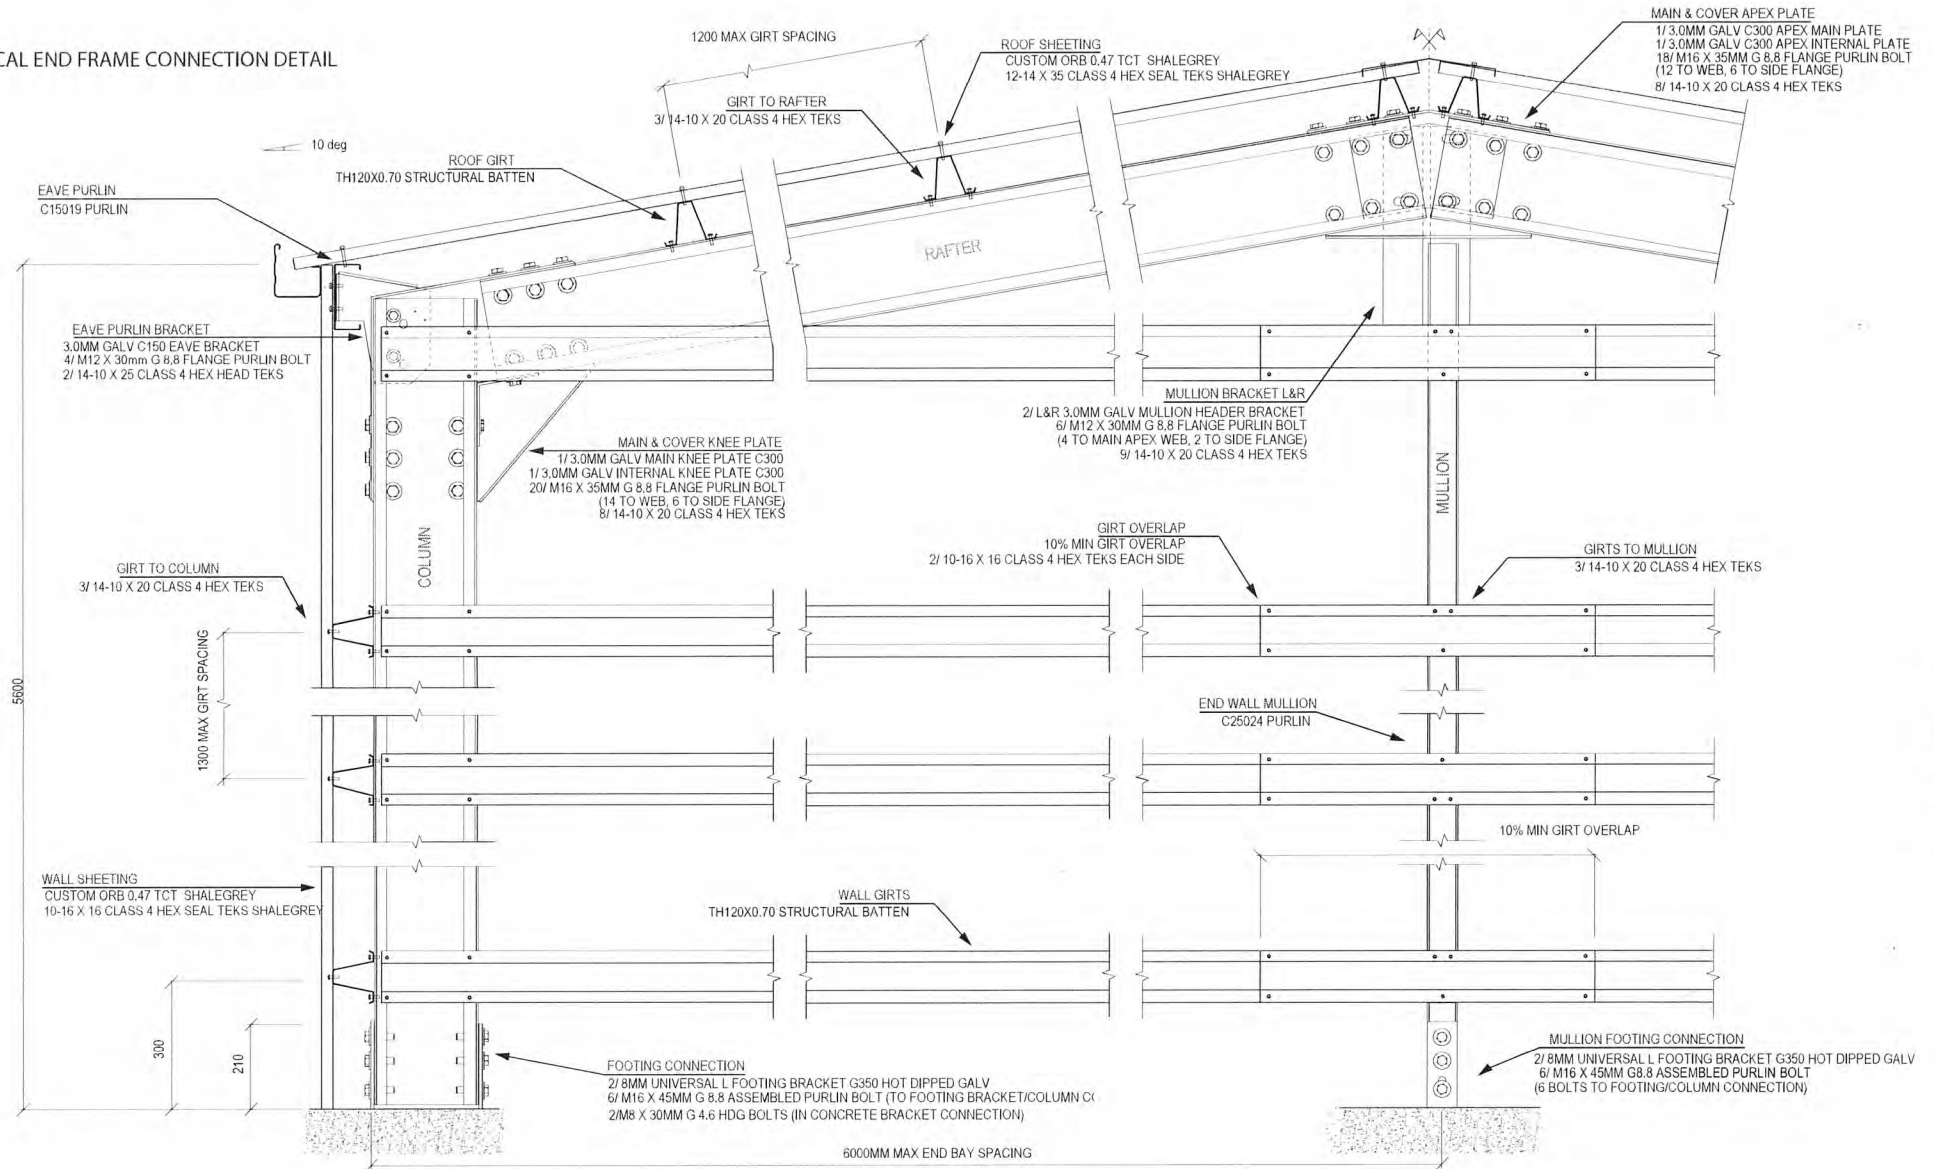 CAL END FRAME CONNECTION DETAIL
1200 MAX GIRT SPACING
ROOF SHEETING
CUSTOM ORB 0.47 TCT SHALEGREY
12-14 X 35 CLASS 4 HEX SEAL TEKS SHALEGREY
MAIN & COVER APEX PLATE
1/ 3.0MM GALV C300 APEX MAIN PLATE
1/ 3.0MM GALV C300 APEX INTERNAL PLATE
18/ M16 X 35MM G 8.8 FLANGE PURLIN BOLT
(12 TO WEB, 6 TO SIDE FLANGE)
8/ 14-10 X 20 CLASS 4 HEX TEKS
GIRT TO RAFTER
3/ 14-10 X 20 CLASS 4 HEX TEKS
10 deg
ROOF GIRT
TH120X0.70 STRUCTURAL BATTEN
EAVE PURLIN
C15019 PURLIN
RAFTER
EAVE PURLIN BRACKET
3.0MM GALV C150 EAVE BRACKET
4/ M12 X 30mm G 8.8 FLANGE PURLIN BOLT
2/ 14-10 X 25 CLASS 4 HEX HEAD TEKS
MULLION BRACKET L&R
2/ L&R 3.0MM GALV MULLION HEADER BRACKET
6/ M12 X 30MM G 8.8 FLANGE PURLIN BOLT
(4 TO MAIN APEX WEB, 2 TO SIDE FLANGE)
9/ 14-10 X 20 CLASS 4 HEX TEKS
MAIN & COVER KNEE PLATE
1/ 3.0MM GALV MAIN KNEE PLATE C300
1/ 3.0MM GALV INTERNAL KNEE PLATE C300
20/ M16 X 35MM G 8.8 FLANGE PURLIN BOLT
(14 TO WEB, 6 TO SIDE FLANGE)
8/ 14-10 X 20 CLASS 4 HEX TEKS
MULLION
COLUMN
GIRT OVERLAP
10% MIN GIRT OVERLAP
2/ 10-16 X 16 CLASS 4 HEX TEKS EACH SIDE
GIRTS TO MULLION
3/ 14-10 X 20 CLASS 4 HEX TEKS
GIRT TO COLUMN
3/ 14-10 X 20 CLASS 4 HEX TEKS
1300 MAX GIRT SPACING
5600
END WALL MULLION
C25024 PURLIN
10% MIN GIRT OVERLAP
WALL SHEETING
CUSTOM ORB 0.47 TCT SHALEGREY
10-16 X 16 CLASS 4 HEX SEAL TEKS SHALEGREY
WALL GIRTS
TH120X0.70 STRUCTURAL BATTEN
300
210
FOOTING CONNECTION
2/ 8MM UNIVERSAL L FOOTING BRACKET G350 HOT DIPPED GALV
6/ M16 X 45MM G 8.8 ASSEMBLED PURLIN BOLT (TO FOOTING BRACKET/COLUMN CO
2/M8 X 30MM G 4.6 HDG BOLTS (IN CONCRETE BRACKET CONNECTION)
MULLION FOOTING CONNECTION
2/ 8MM UNIVERSAL L FOOTING BRACKET G350 HOT DIPPED GALV
6/ M16 X 45MM G8.8 ASSEMBLED PURLIN BOLT
(6 BOLTS TO FOOTING/COLUMN CONNECTION)
6000MM MAX END BAY SPACING